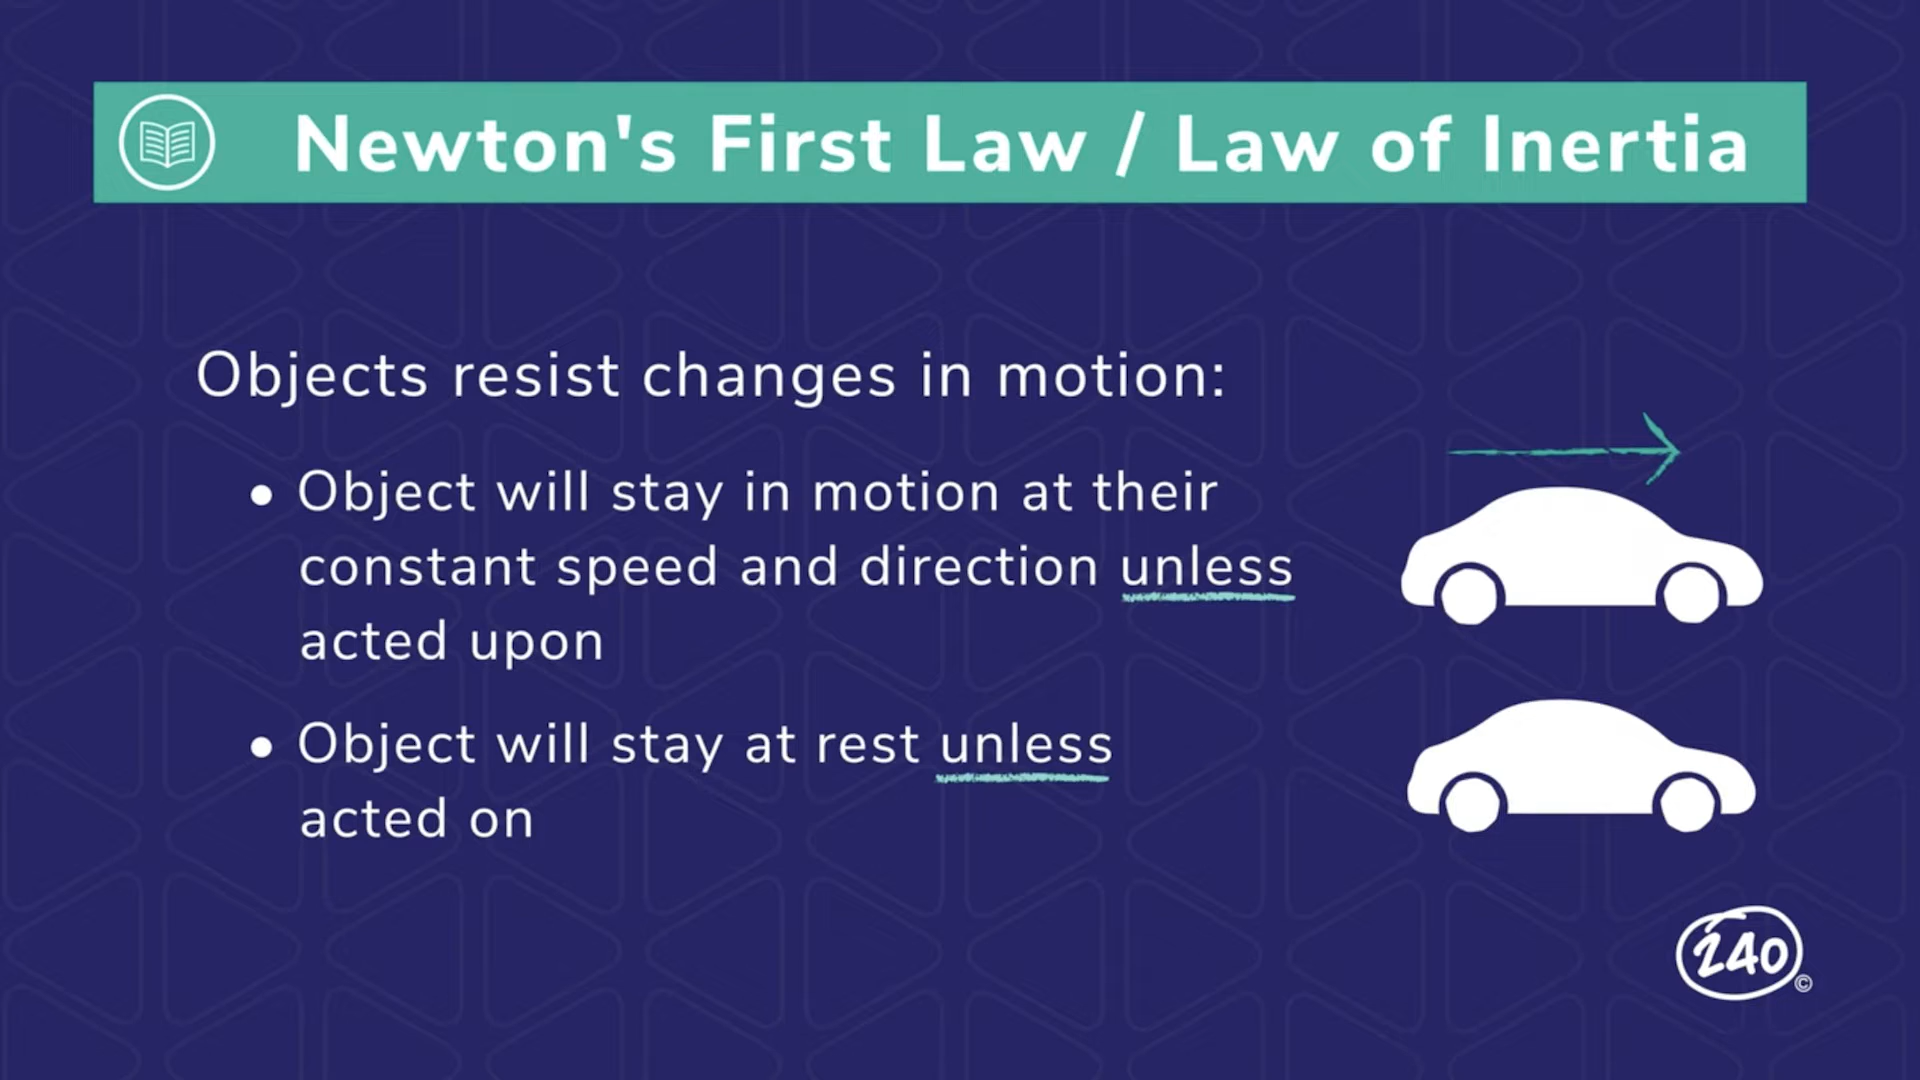 Newton's First Law / Law of Inertia
Objects resist changes in motion:
• Object will stay in motion at their
constant speed and direction unless
acted upon
• Object will stay at rest unless
acted on
240
©